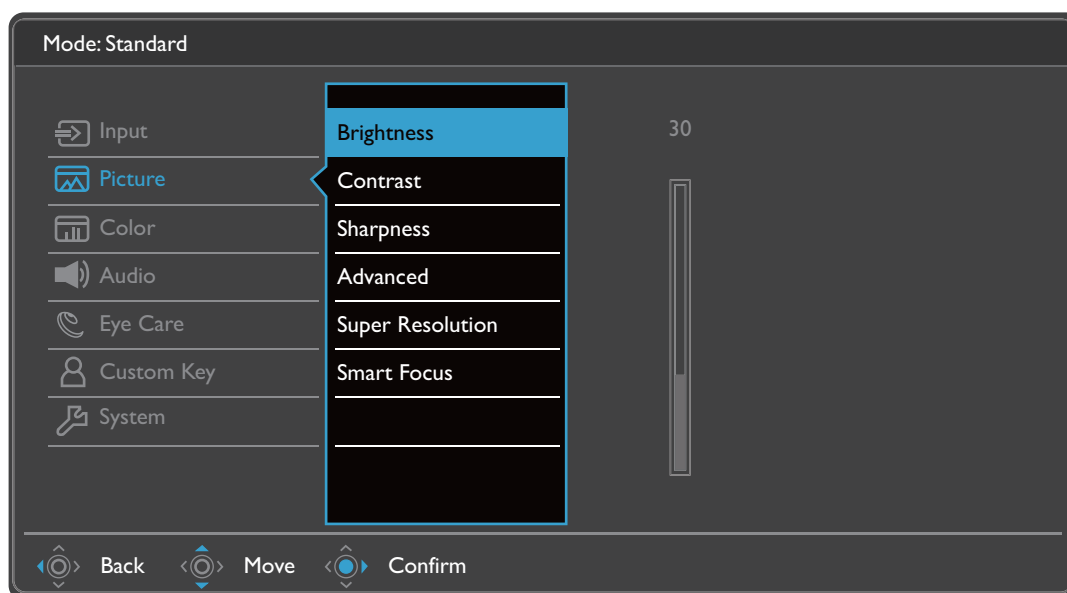 Mode: Standard
Input
Picture
Color
Audio
Eye Care
Custom Key
System
Brightness
Contrast
Sharpness
Advanced
Super Resolution
Smart Focus
30
Back
Move
Confirm